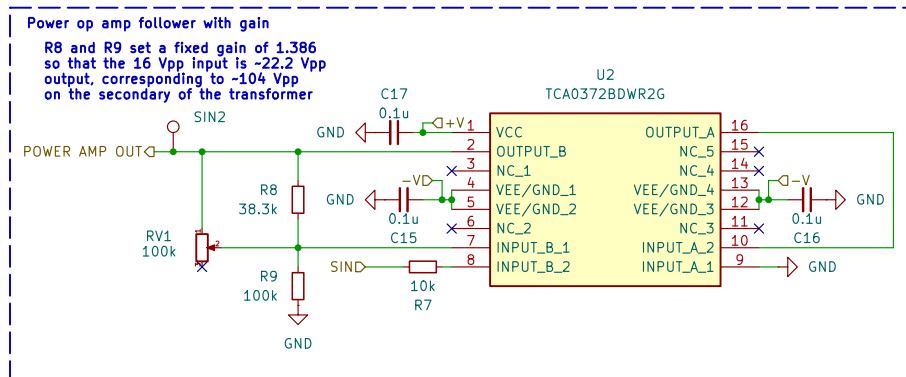 Power op amp follower with gain
R8 and R9 set a fixed gain of 1.386
so that the 16 Vpp input is ~22.2 Vpp
output, corresponding to ~104 Vpp
on the secondary of the transformer
U2
TCA0372BDWR2G
C17
0.1u
GND
+V
SIN2
POWER AMP OUT
1 VCC
2 OUTPUT_B
3 NC_1
4 VEE/GND_1
5 VEE/GND_2
6 NC_2
7 INPUT_B_1
8 INPUT_B_2
OUTPUT_A 16
NC_5 15
NC_4 14
VEE/GND_4 13
VEE/GND_3 12
NC_3 11
INPUT_A_2 10
INPUT_A_1 9
-V
GND
0.1u
C15
-V
GND
0.1u
C16
GND
R8
38.3k
RV1
100k
1
2
3
R9
100k
GND
SIN
10k
R7